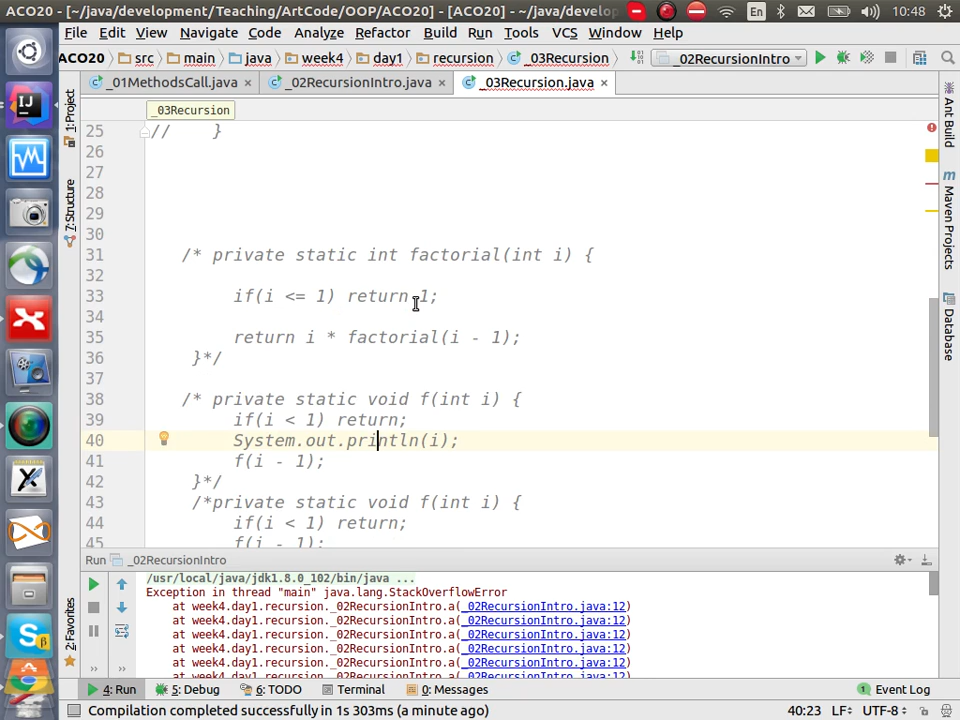 ACO20 - [~/java/development/Teaching/ArtCode/OOP/ACO20] - [ACO20] - ~/java/develop
En
10:48
File Edit View Navigate Code Analyze Refactor Build Run Tools VCS Window Help
ACO20 src main java week4 day1 recursion _03Recursion _02RecursionIntro
_01MethodsCall.java _02RecursionIntro.java _03Recursion.java
_03Recursion
1: Project
7: Structure
2: Favorites
Ant Build
Maven Projects
Database
25 // }
26
27
28
29
30
31 /* private static int factorial(int i) {
32
33 if(i <= 1) return 1;
34
35 return i * factorial(i - 1);
36 }*/
37
38 /* private static void f(int i) {
39 if(i < 1) return;
40 System.out.println(i);
41 f(i - 1);
42 }*/
43 /*private static void f(int i) {
44 if(i < 1) return;
45 f(i - 1);
Run _02RecursionIntro
/usr/local/java/jdk1.8.0_102/bin/java ...
Exception in thread "main" java.lang.StackOverflowError
at week4.day1.recursion._02RecursionIntro.a(_02RecursionIntro.java:12)
at week4.day1.recursion._02RecursionIntro.a(_02RecursionIntro.java:12)
at week4.day1.recursion._02RecursionIntro.a(_02RecursionIntro.java:12)
at week4.day1.recursion._02RecursionIntro.a(_02RecursionIntro.java:12)
at week4.day1.recursion._02RecursionIntro.a(_02RecursionIntro.java:12)
4: Run 5: Debug 6: TODO Terminal 0: Messages 1 Event Log
Compilation completed successfully in 1s 303ms (a minute ago) 40:23 LF÷ UTF-8÷